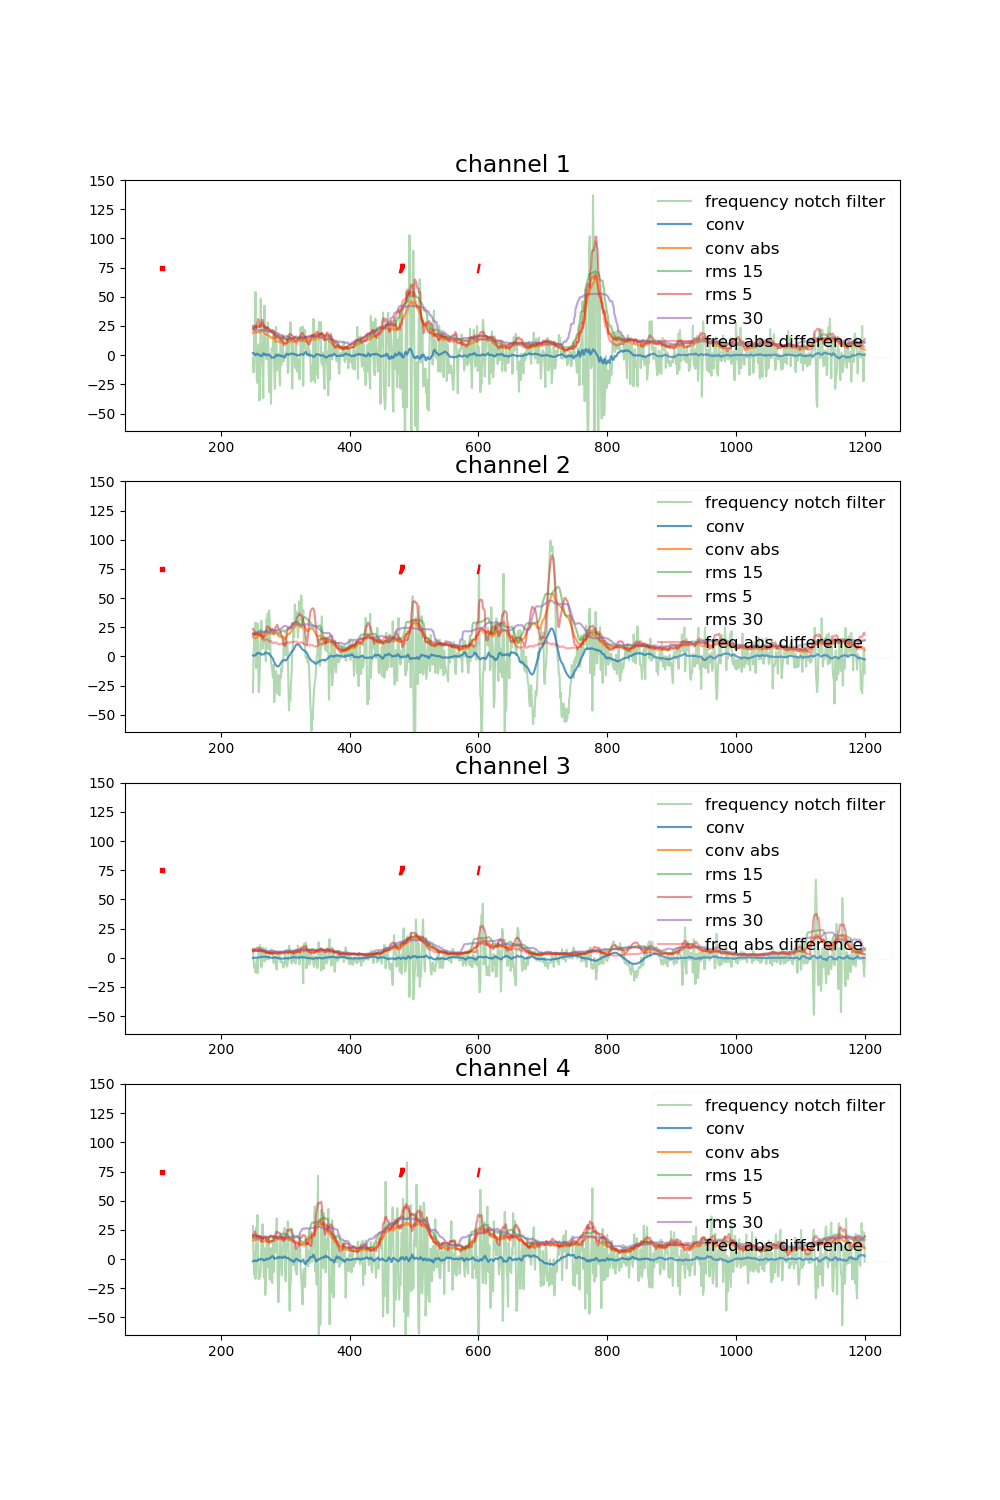 channel 1
150
125
100
75
50
25
0
−25
−50
frequency notch filter
conv
conv abs
rms 15
rms 5
rms 30
freq abs difference
200 400 600 800 1000 1200
channel 2
150
125
100
75
50
25
0
−25
−50
frequency notch filter
conv
conv abs
rms 15
rms 5
rms 30
freq abs difference
200 400 600 800 1000 1200
channel 3
150
125
100
75
50
25
0
−25
−50
frequency notch filter
conv
conv abs
rms 15
rms 5
rms 30
freq abs difference
200 400 600 800 1000 1200
channel 4
150
125
100
75
50
25
0
−25
−50
frequency notch filter
conv
conv abs
rms 15
rms 5
rms 30
freq abs difference
200 400 600 800 1000 1200